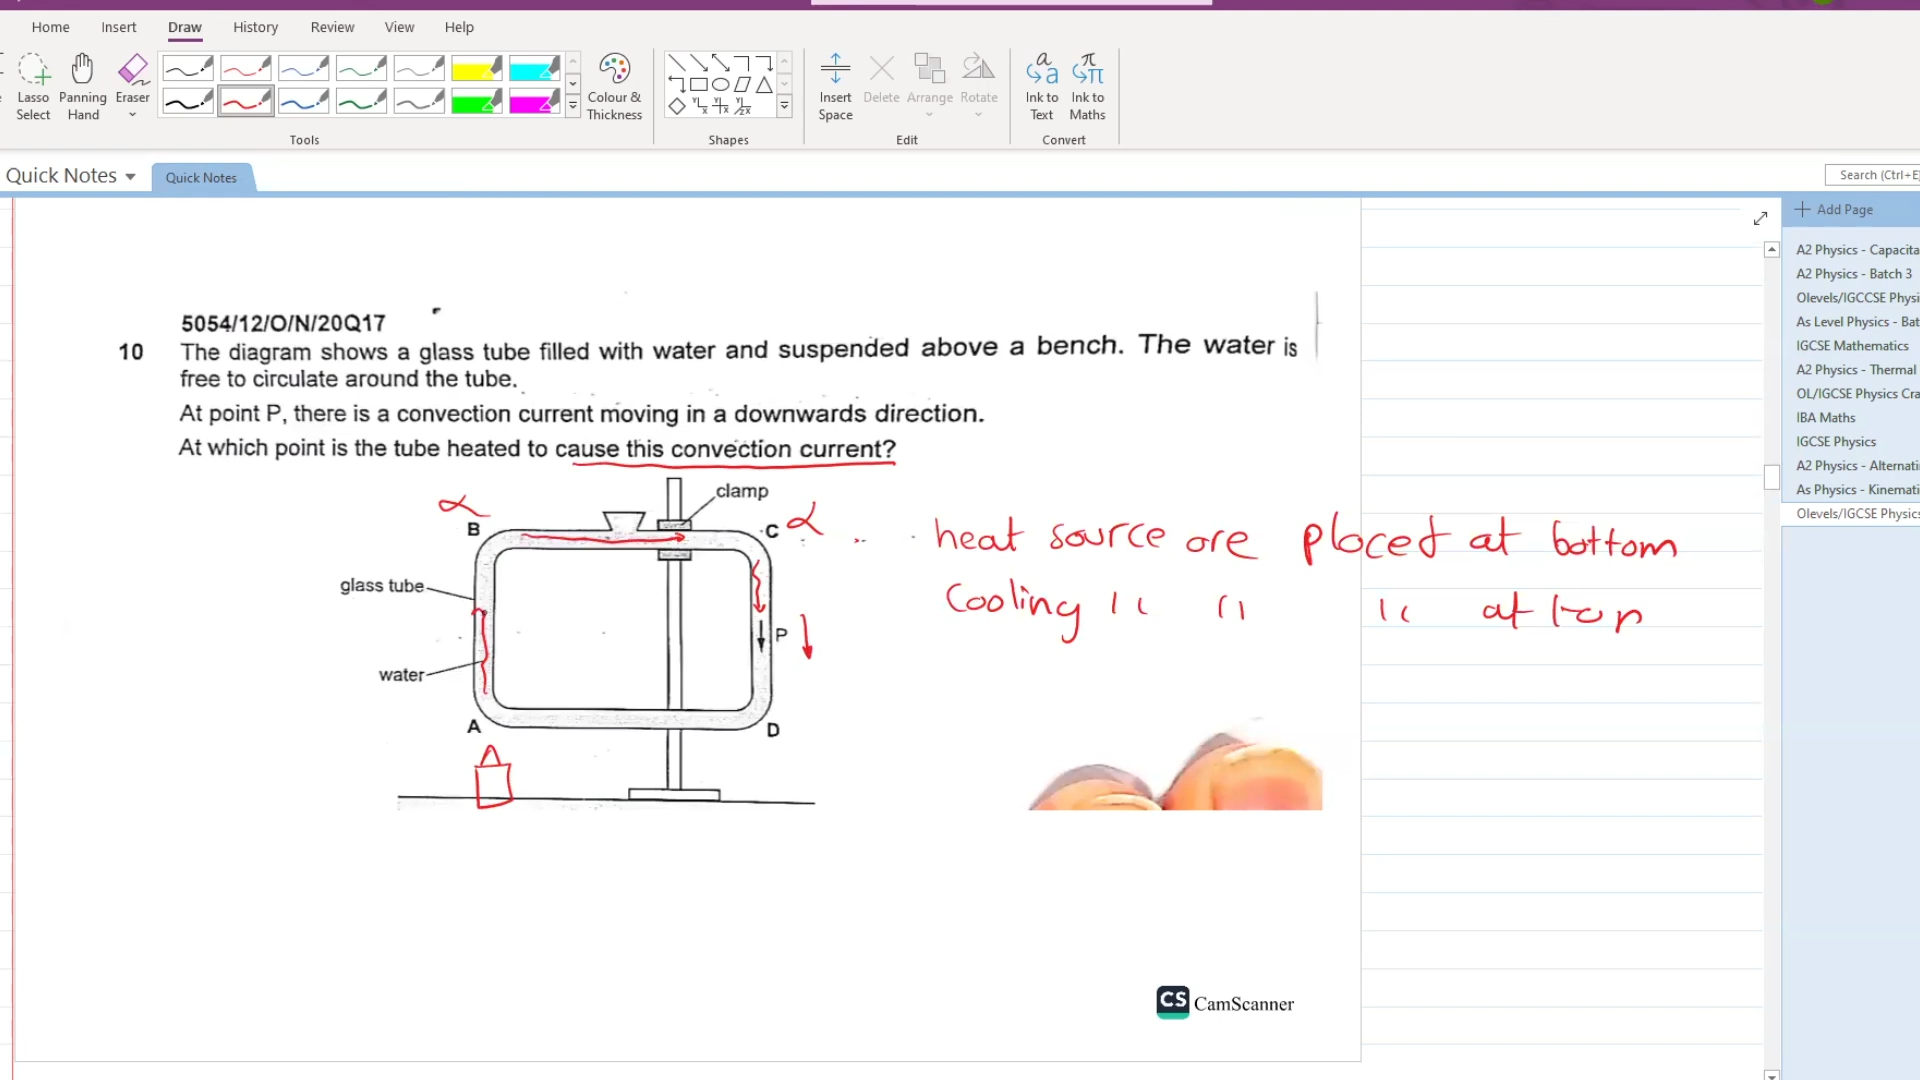 Home Insert Draw History Review View Help
Lasso Select
Panning Hand
Eraser
Colour & Thickness
Insert Space
Delete
Arrange
Rotate
Ink to Text
Ink to Maths
Tools Shapes Edit Convert
Quick Notes
Quick Notes
Search (Ctrl+E
Add Page
A2 Physics - Capacita
A2 Physics - Batch 3
Olevels/IGCCSE Physi
As Level Physics - Bat
IGCSE Mathematics
A2 Physics - Thermal
OL/IGCSE Physics Cra
IBA Maths
IGCSE Physics
A2 Physics - Alternati
As Physics - Kinemati
Olevels/IGCSE Physics
5054/12/O/N/20Q17
10 The diagram shows a glass tube filled with water and suspended above a bench. The water is
free to circulate around the tube.
At point P, there is a convection current moving in a downwards direction.
At which point is the tube heated to cause this convection current?
clamp
B
C
glass tube
P
water
A
D
heat source are placed at bottom
Cooling " " " at top
CS CamScanner